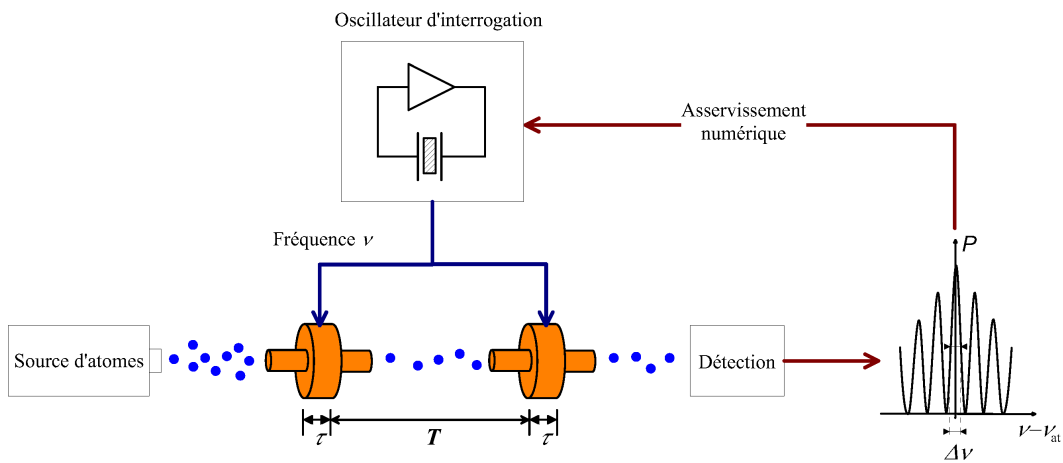 Oscillateur d'interrogation
Asservissement
numérique
Fréquence ν
P
Source d'atomes
Détection
τ
T
τ
ν−νat
Δν